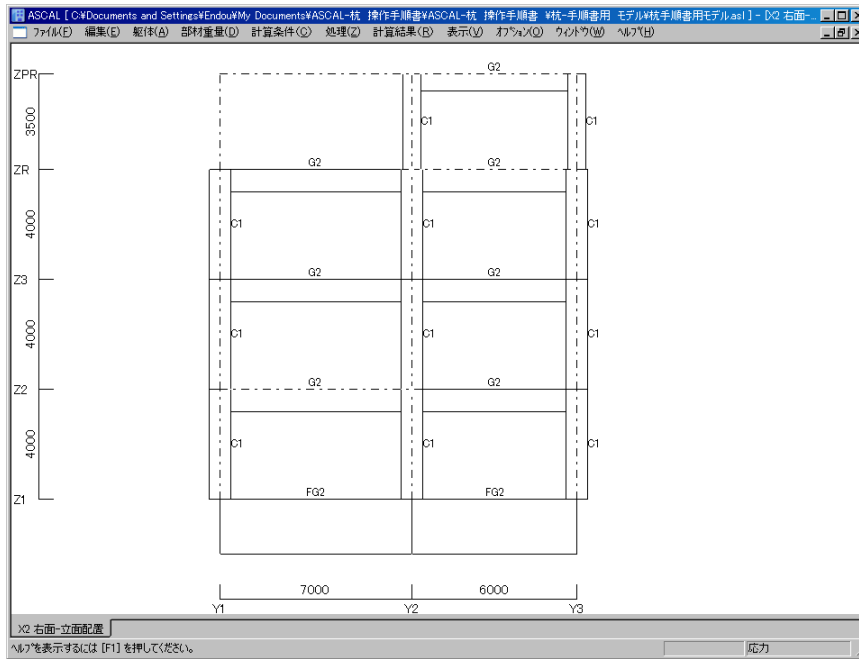 ASCAL [ C:¥Documents and Settings¥Endou¥My Documents¥ASCAL-杭 操作手順書¥ASCAL-杭 操作手順書 ¥杭-手順書用 モデル¥杭手順書用モデル.asl ] - [X2 右面-...
ファイル(F) 編集(E) 躯体(A) 部材重量(D) 計算条件(C) 処理(Z) 計算結果(R) 表示(V) オプション(O) ウィンドウ(W) ヘルプ(H)
G2
ZPR
3500 C1 C1
ZR G2 G2
4000 C1 C1 C1
Z3 G2 G2
4000 C1 C1 C1
Z2 G2 G2
4000 C1 C1 C1
Z1 FG2 FG2
7000 6000
Y1 Y2 Y3
X2 右面-立面配置
ヘルプを表示するには [F1] を押してください。 応力